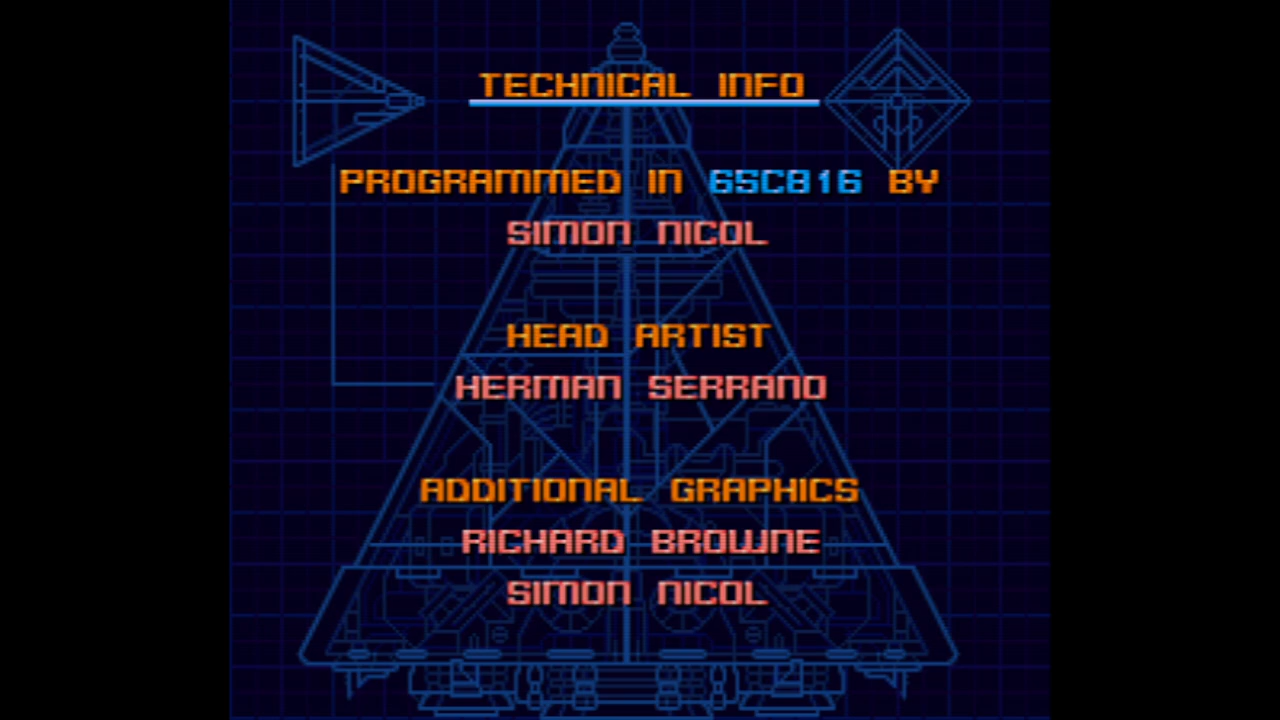 TECHNICAL INFO
PROGRAMMED IN 65C816 BY
SIMON NICOL
HEAD ARTIST
HERMAN SERRANO
ADDITIONAL GRAPHICS
RICHARD BROWNE
SIMON NICOL